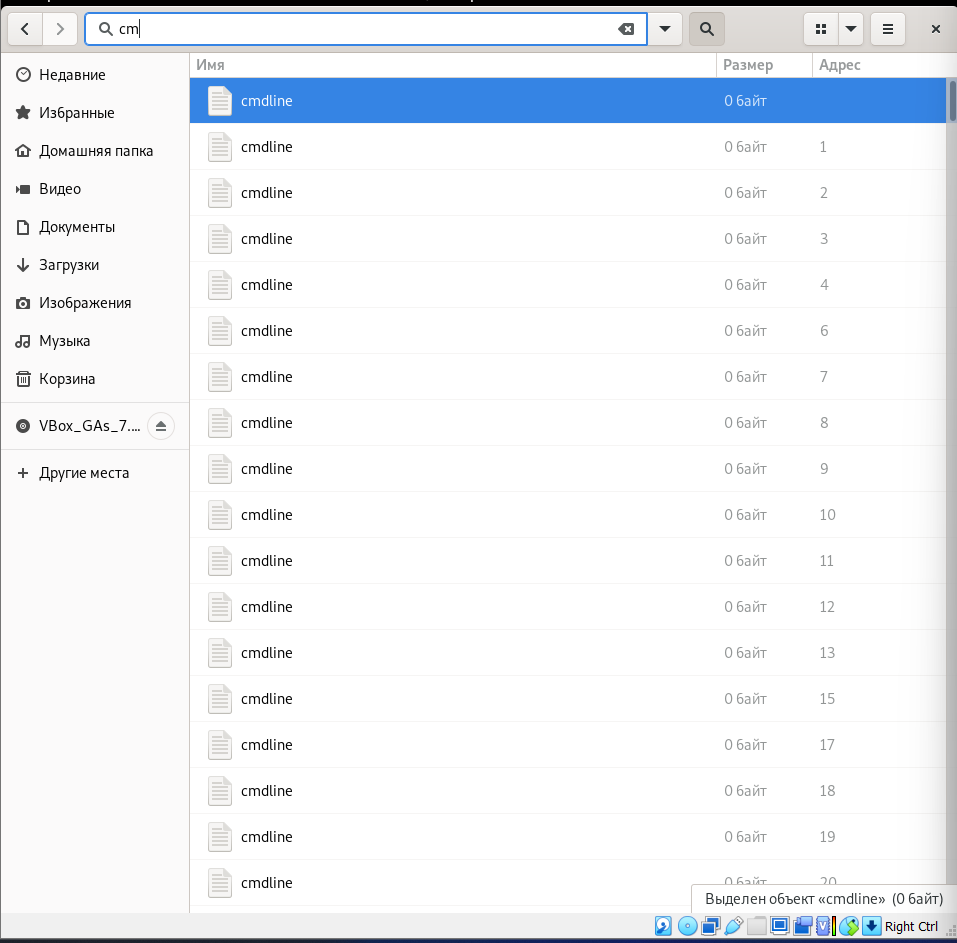 cm
Имя Размер Адрес
Недавние
Избранные
Домашняя папка
Видео
Документы
Загрузки
Изображения
Музыка
Корзина
VBox_GAs_7....
Другие места
cmdline 0 байт
cmdline 0 байт 1
cmdline 0 байт 2
cmdline 0 байт 3
cmdline 0 байт 4
cmdline 0 байт 6
cmdline 0 байт 7
cmdline 0 байт 8
cmdline 0 байт 9
cmdline 0 байт 10
cmdline 0 байт 11
cmdline 0 байт 12
cmdline 0 байт 13
cmdline 0 байт 15
cmdline 0 байт 17
cmdline 0 байт 18
cmdline 0 байт 19
cmdline 0 байт 20
Выделен объект «cmdline» (0 байт)
Right Ctrl